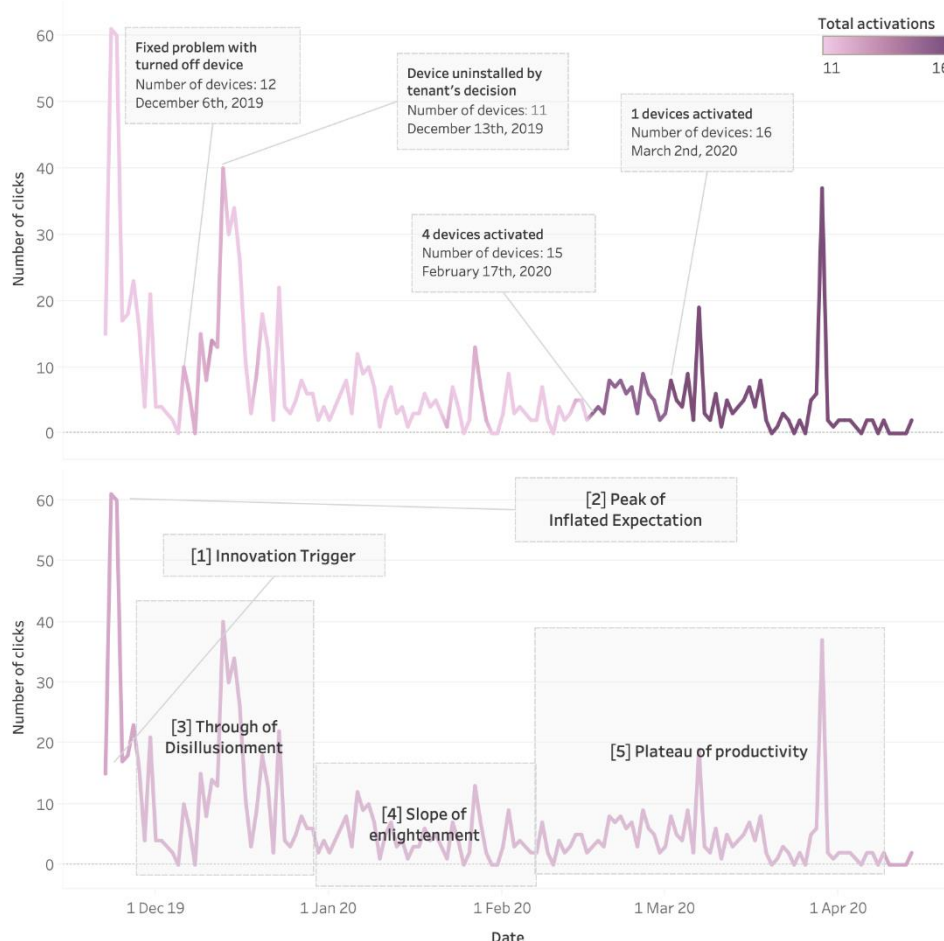 Total activations
11
16
Number of clicks
60
50
40
30
20
10
0
Fixed problem with
turned off device
Number of devices: 12
December 6th, 2019
Device uninstalled by
tenant's decision
Number of devices: 11
December 13th, 2019
1 devices activated
Number of devices: 16
March 2nd, 2020
4 devices activated
Number of devices: 15
February 17th, 2020
Number of clicks
60
50
40
30
20
10
0
[2] Peak of
Inflated Expectation
[1] Innovation Trigger
[3] Through of
Disillusionment
[4] Slope of
enlightenment
[5] Plateau of productivity
1 Dec 19
1 Jan 20
1 Feb 20
1 Mar 20
1 Apr 20
Date